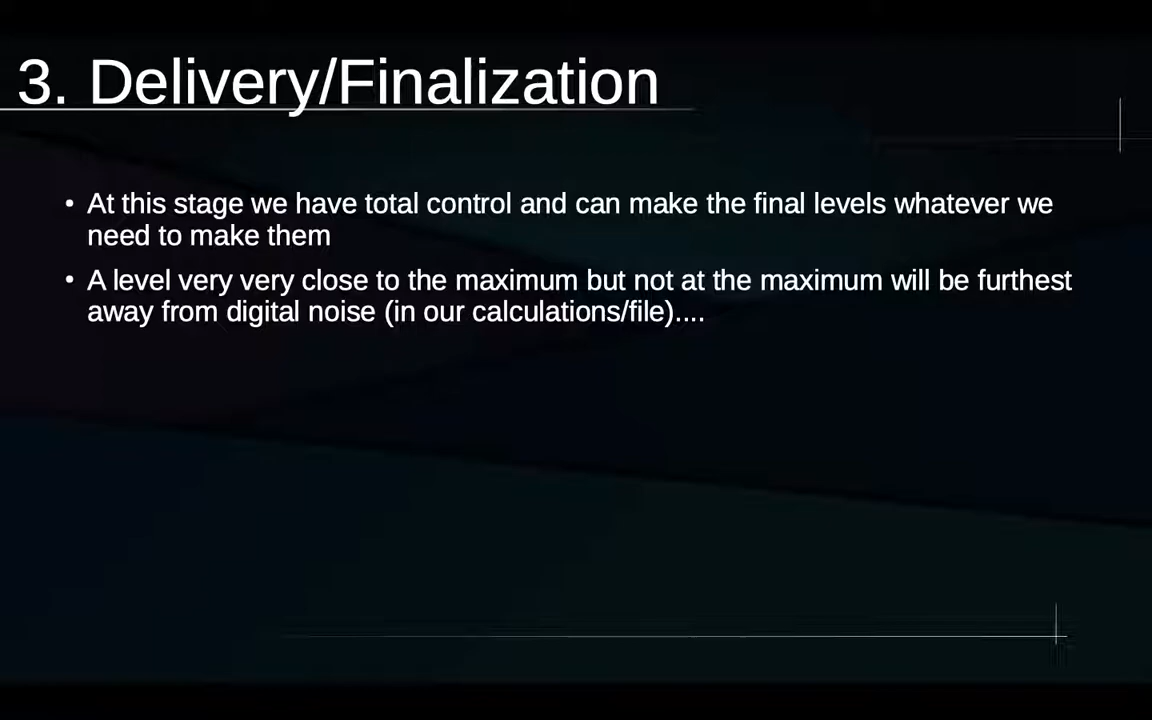 3. Delivery/Finalization
• At this stage we have total control and can make the final levels whatever we
need to make them
• A level very very close to the maximum but not at the maximum will be furthest
away from digital noise (in our calculations/file)....